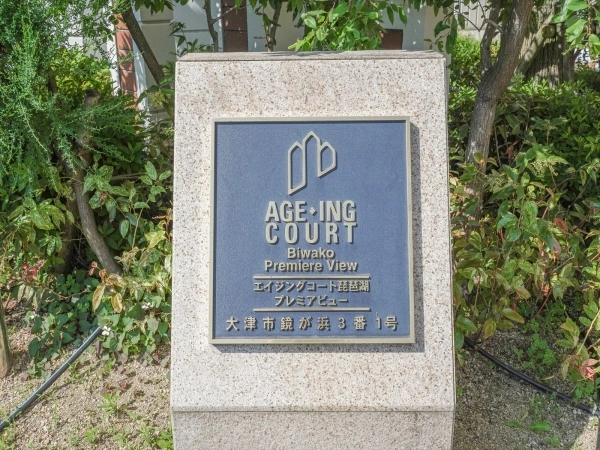 AGE·ING
COURT
Biwako
Premiere View
エイジングコート琵琶湖
プレミアビュー
大津市鏡が浜3番1号